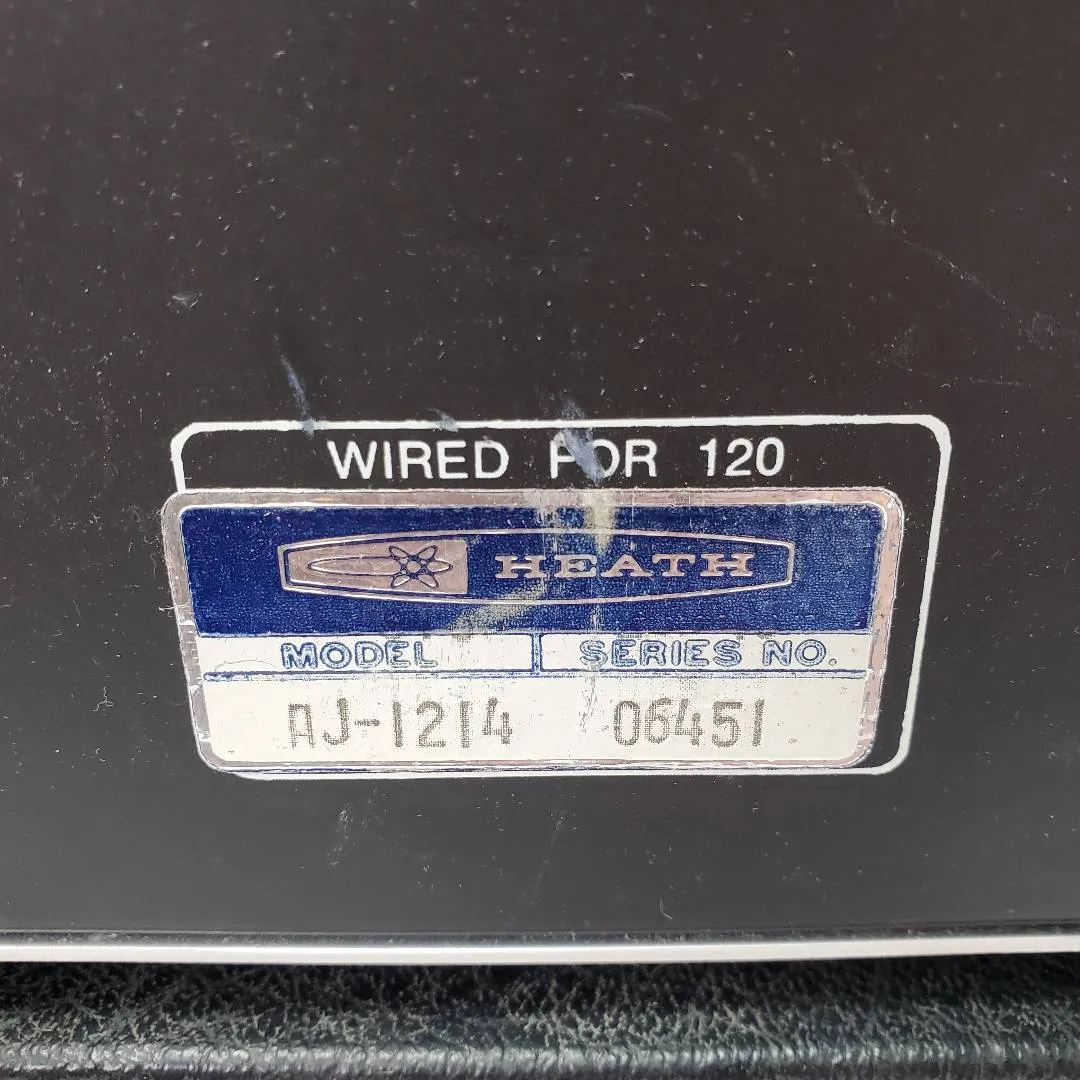 WIRED FOR 120
HEATH
MODEL SERIES NO.
AJ-1214 06451